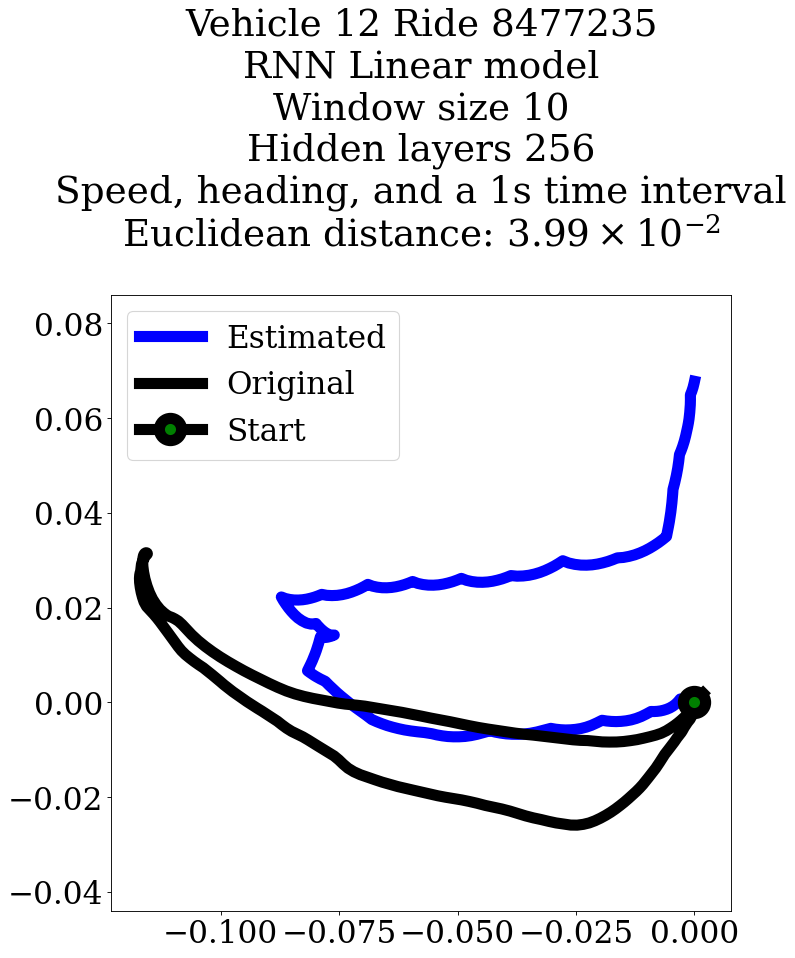 Vehicle 12 Ride 8477235
RNN Linear model
Window size 10
Hidden layers 256
Speed, heading, and a 1s time interval
Euclidean distance: 3.99 × 10⁻²
Estimated
Original
Start
0.08
0.06
0.04
0.02
0.00
−0.02
−0.04
−0.100 −0.075 −0.050 −0.025 0.000